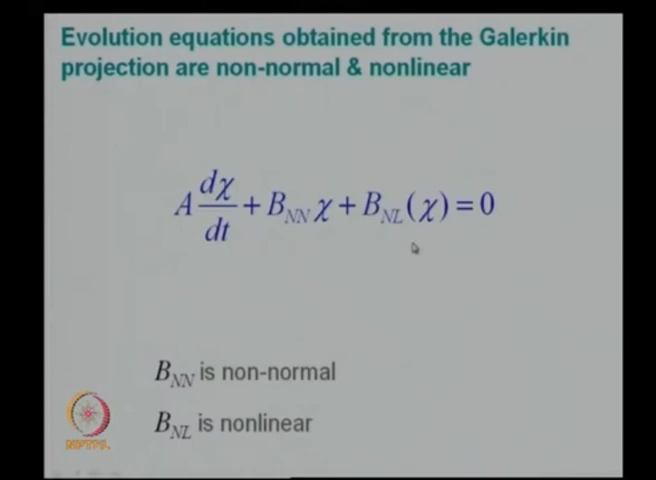 Evolution equations obtained from the Galerkin
projection are non-normal & nonlinear
A dχ/dt + B_NN χ + B_NL (χ) = 0
B_NN is non-normal
B_NL is nonlinear
NPTEL